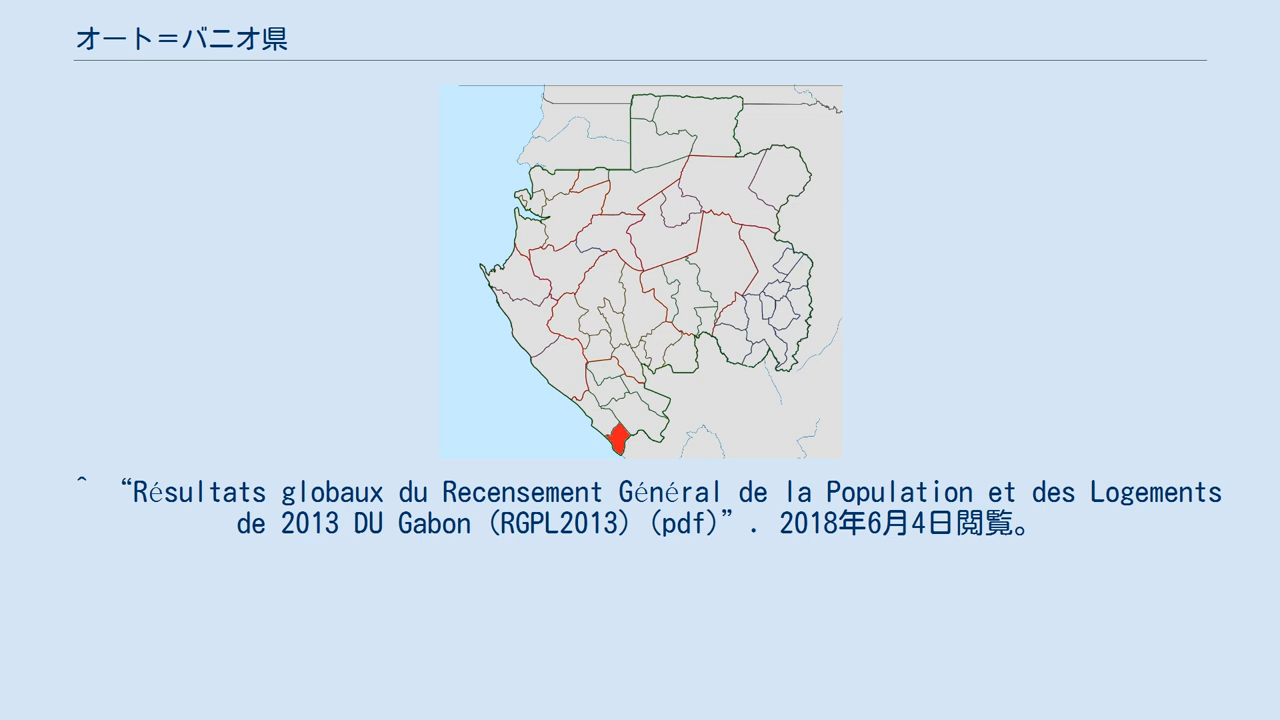 オート＝バニオ県
^ “Résultats globaux du Recensement Général de la Population et des Logements
de 2013 DU Gabon (RGPL2013) (pdf)”. 2018年6月4日閲覧。